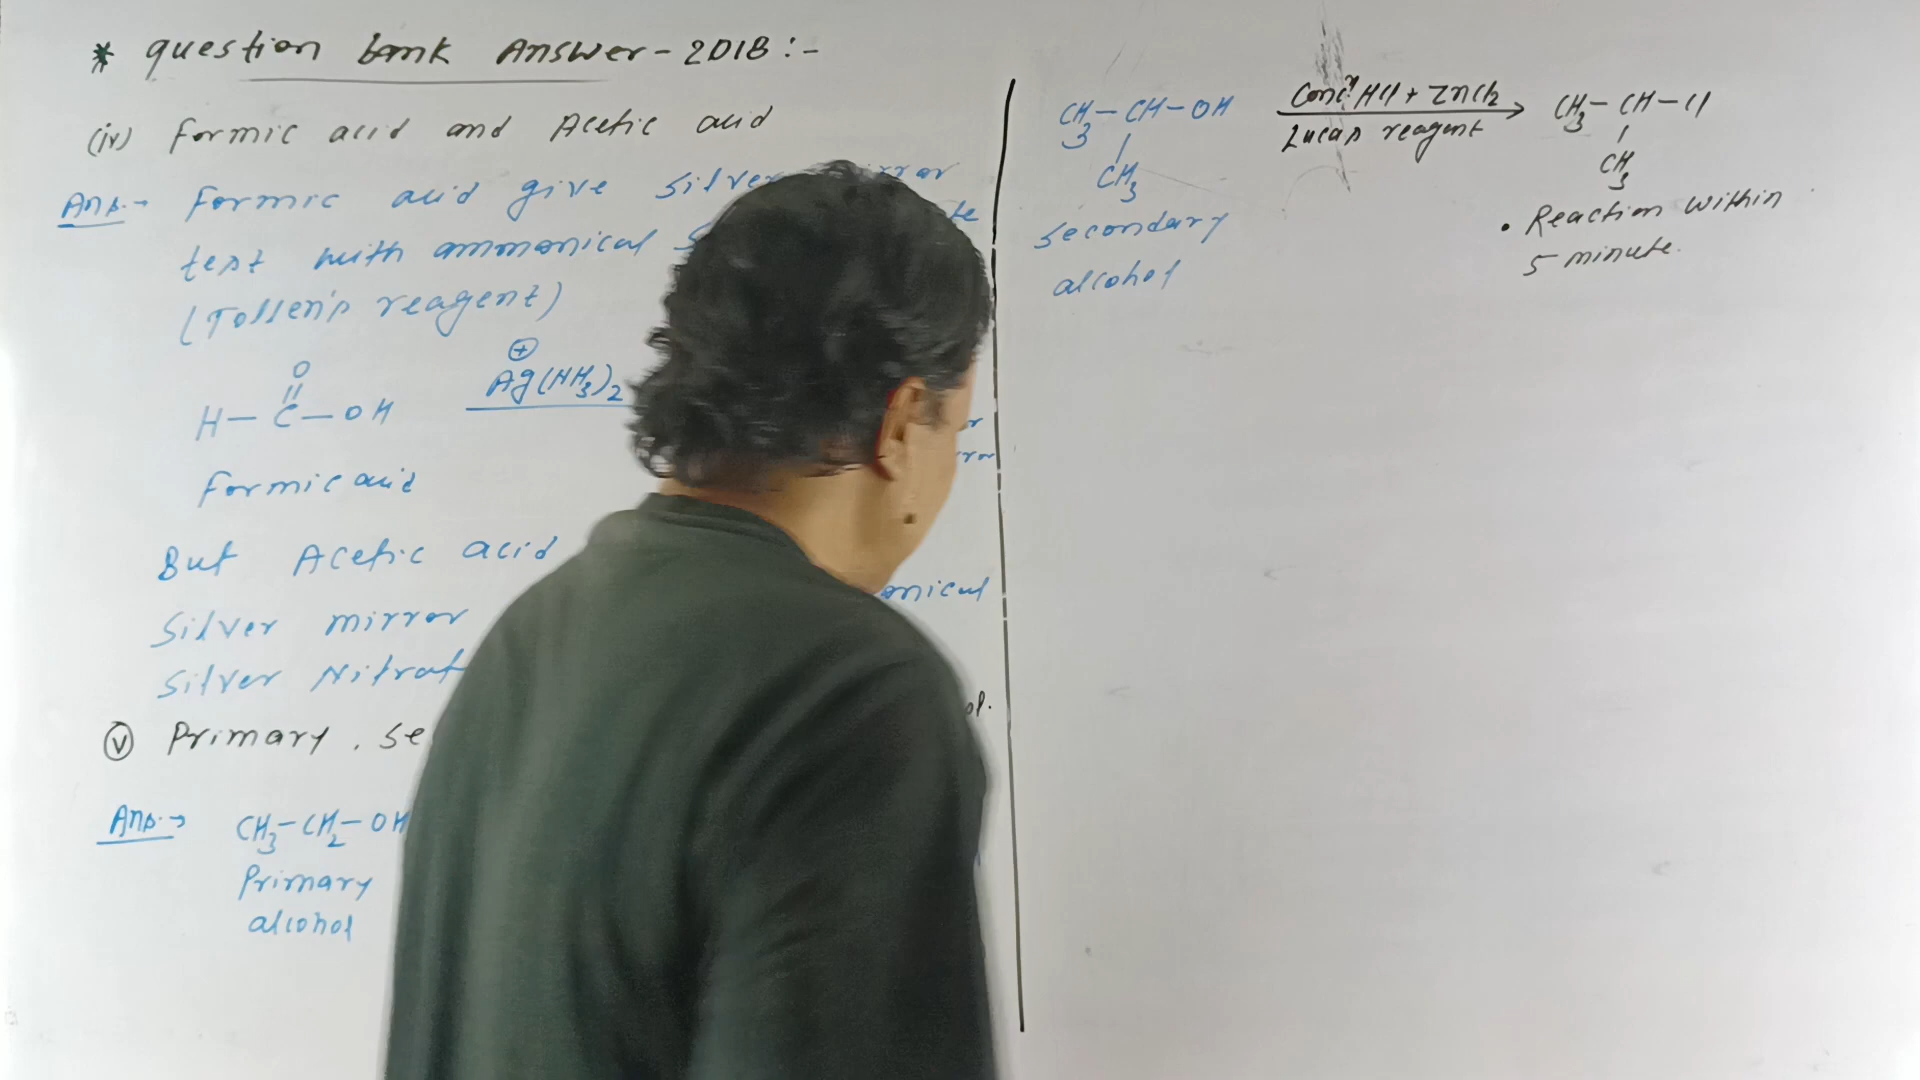 * question bank Answer - 2018 :-
(iv) Formic acid and Acetic acid
Ans.→ Formic acid give silver
test with ammonical
(Tollen's reagent)
O
||
H – C – OH
⊕
Ag(NH3)2
Formic acid
But Acetic acid
onical
Silver mirror
Silver Nitrat
(v) Primary, se
ol.
Ans.→ CH3–CH2–OH
Primary
alcohol
CH3–CH–OH
|
CH3
secondary
alcohol
Conc. HCl + ZnCl2
Lucas reagent
CH3–CH–Cl
|
CH3
• Reaction within
5 minute.